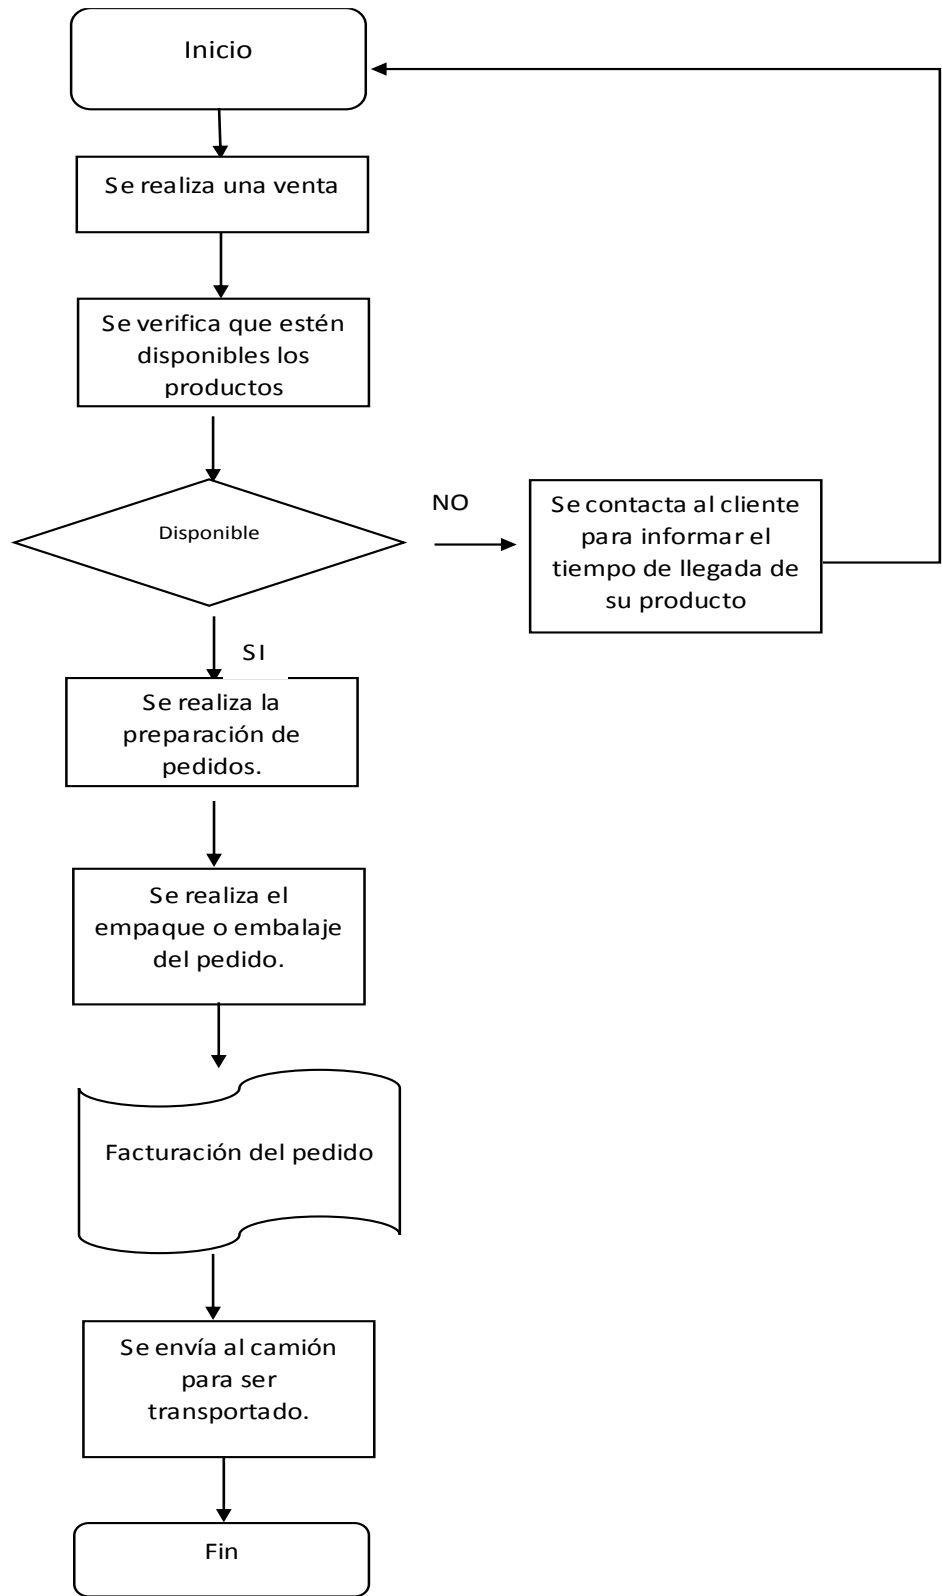 Inicio
Se realiza una venta
Se verifica que estén
disponibles los
productos
Disponible
NO
Se contacta al cliente
para informar el
tiempo de llegada de
su producto
SI
Se realiza la
preparación de
pedidos.
Se realiza el
empaque o embalaje
del pedido.
Facturación del pedido
Se envía al camión
para ser
transportado.
Fin